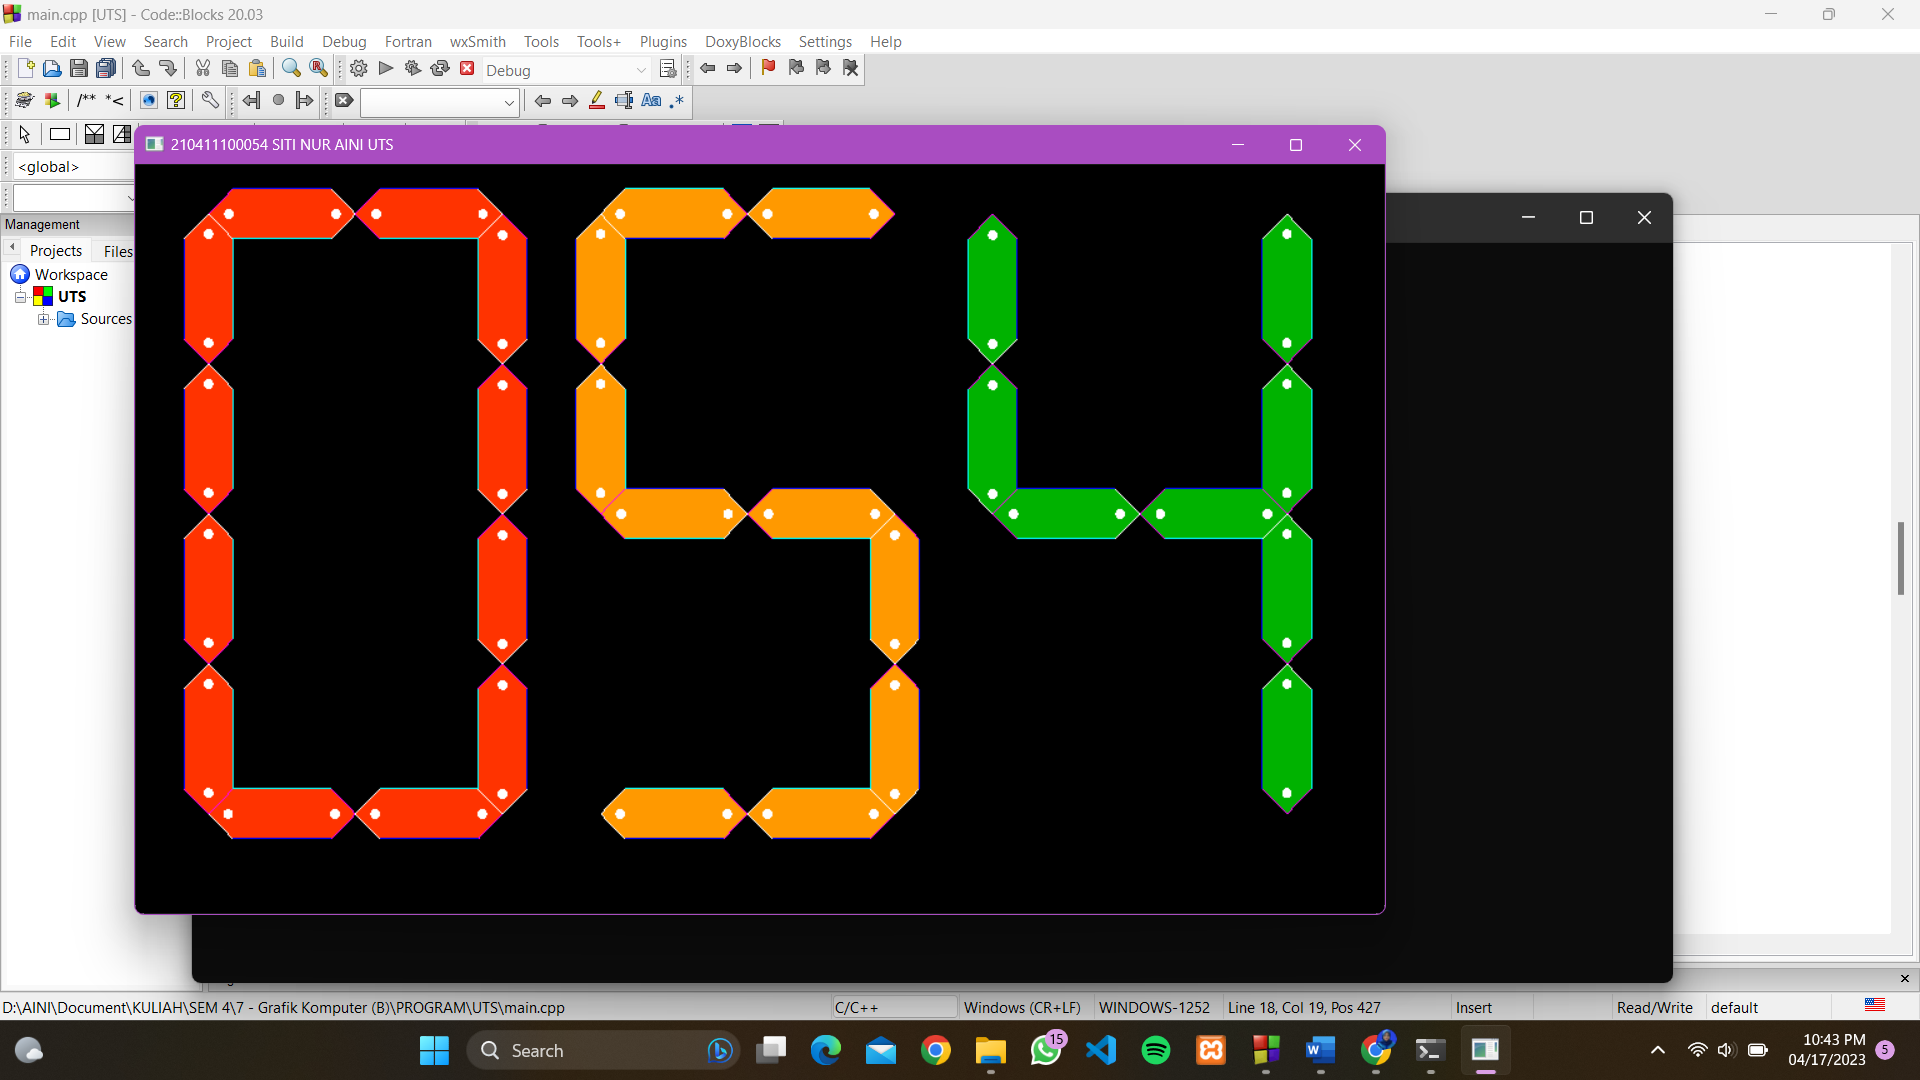 main.cpp [UTS] - Code::Blocks 20.03
File Edit View Search Project Build Debug Fortran wxSmith Tools Tools+ Plugins DoxyBlocks Settings Help
Debug
/** *<
Aa .*
210411100054 SITI NUR AINI UTS
<global>
Management
Projects Files
Workspace
UTS
Sources
054
D:\AINI\Document\KULIAH\SEM 4\7 - Grafik Komputer (B)\PROGRAM\UTS\main.cpp C/C++ Windows (CR+LF) WINDOWS-1252 Line 18, Col 19, Pos 427 Insert Read/Write default
Search
15
10:43 PM
04/17/2023
5